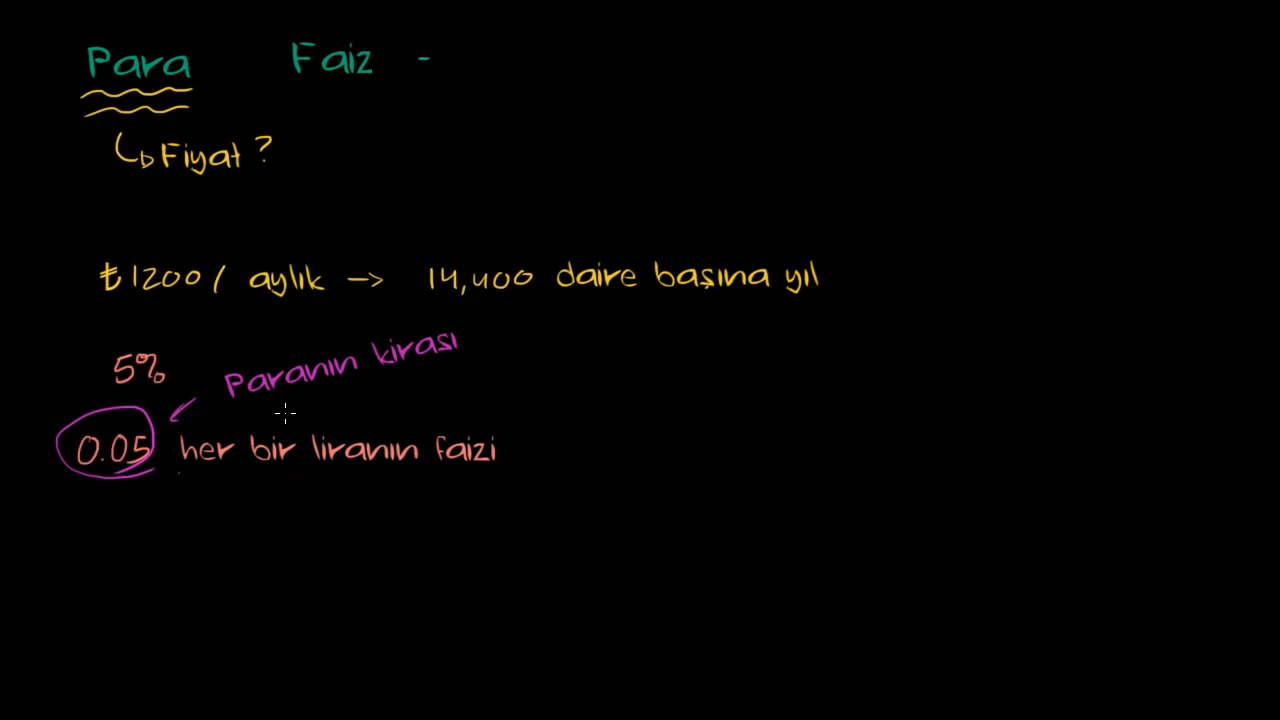 Para Faiz -
Fiyat ?
₺1200 / aylık -> 14,400 daire başına yıl
5% Paranın kirası
0.05 her bir liranın faizi